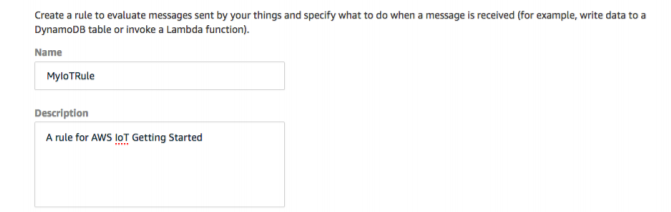 Create a rule to evaluate messages sent by your things and specify what to do when a message is received (for example, write data to a
DynamoDB table or invoke a Lambda function).
Name
MyIoTRule
Description
A rule for AWS IoT Getting Started